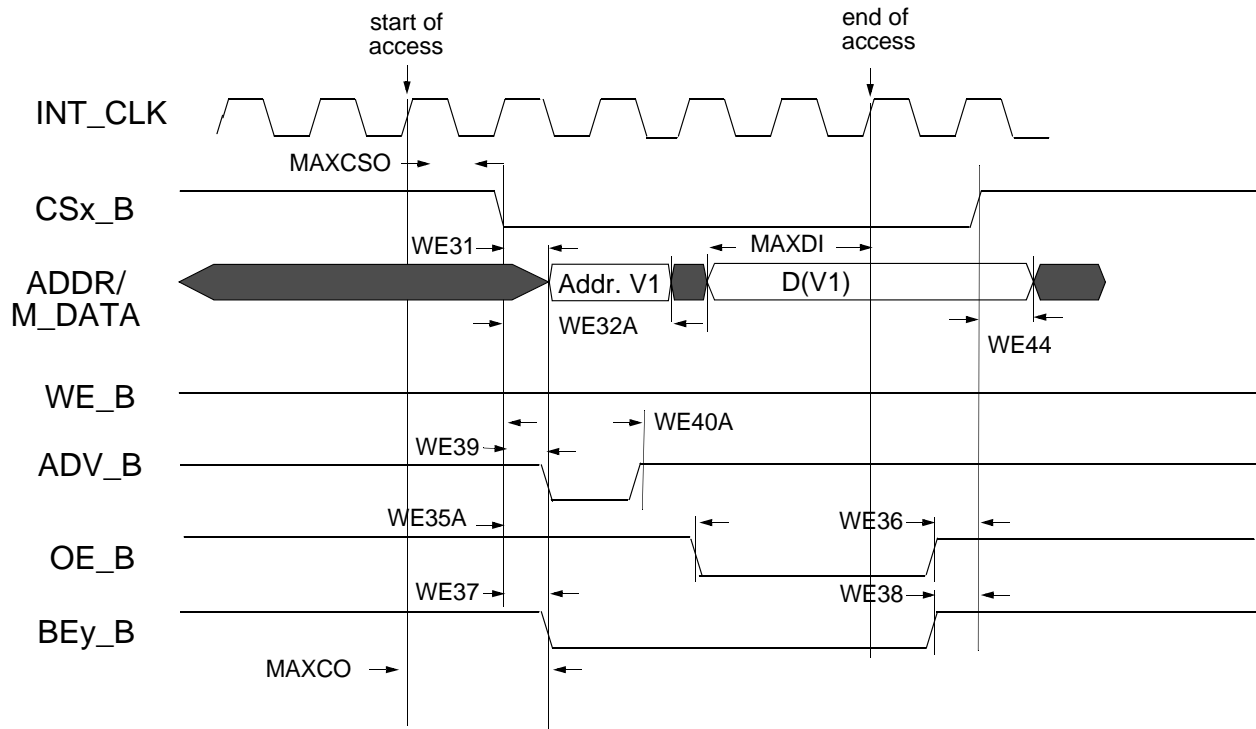 start of
access
end of
access
INT_CLK
MAXCSO
CSx_B
WE31
MAXDI
ADDR/
M_DATA
Addr. V1
D(V1)
WE32A
WE44
WE_B
WE40A
WE39
ADV_B
WE35A
WE36
OE_B
WE37
WE38
BEy_B
MAXCO